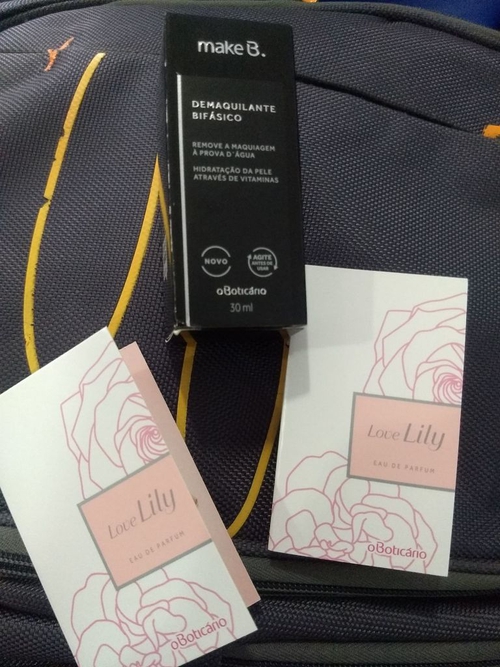 make B.
DEMAQUILANTE
BIFÁSICO
REMOVE A MAQUIAGEM
À PROVA D'ÁGUA
HIDRATAÇÃO DA PELE
ATRAVÉS DE VITAMINAS
NOVO
AGITE
ANTES DE
USAR
oBoticário
30 ml
Love Lily
EAU DE PARFUM
oBoticário
Love Lily
EAU DE PARFUM
oBoticário